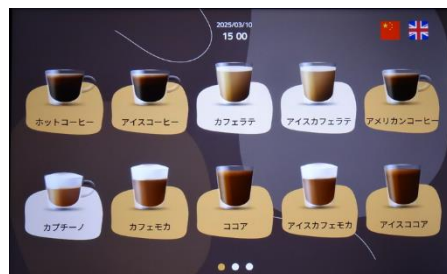 2025/03/10
15 00
ホットコーヒー
アイスコーヒー
カフェラテ
アイスカフェラテ
アメリカンコーヒー
カプチーノ
カフェモカ
ココア
アイスカフェモカ
アイスココア